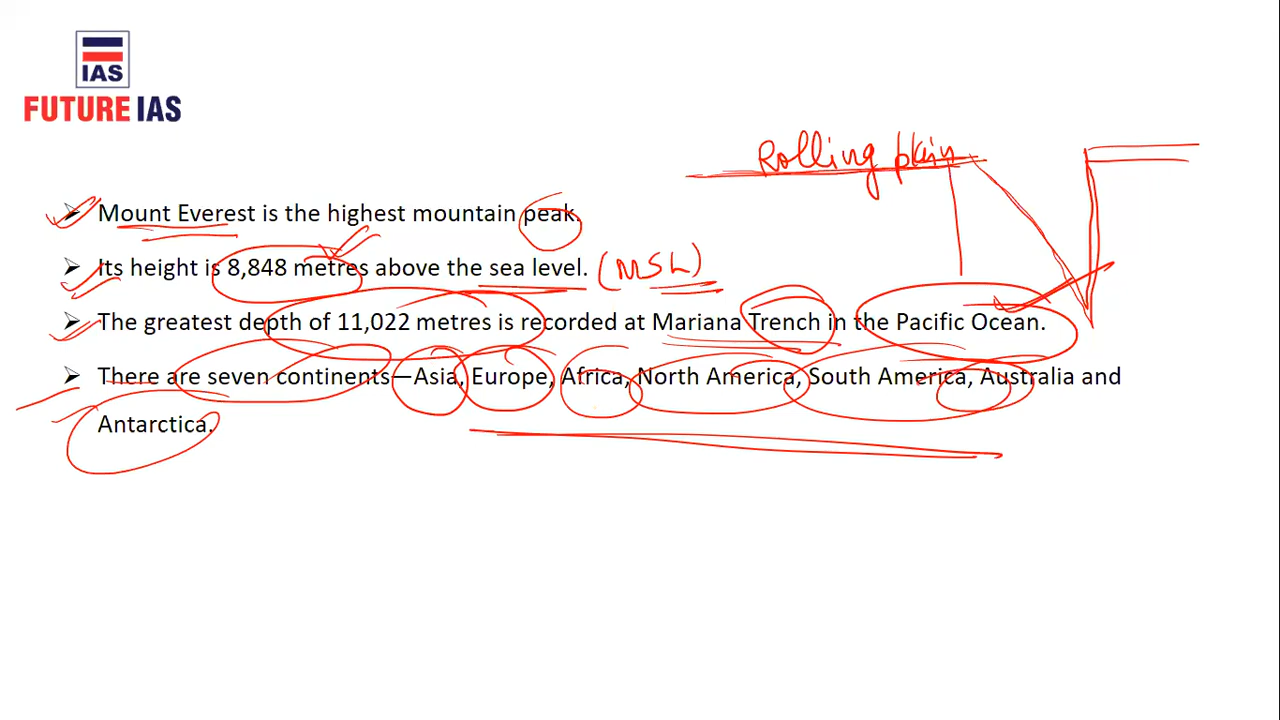 IAS
FUTURE IAS
Rolling plain
➢ Mount Everest is the highest mountain peak.
➢ Its height is 8,848 metres above the sea level. (MSL)
➢ The greatest depth of 11,022 metres is recorded at Mariana Trench in the Pacific Ocean.
➢ There are seven continents—Asia, Europe, Africa, North America, South America, Australia and
Antarctica.